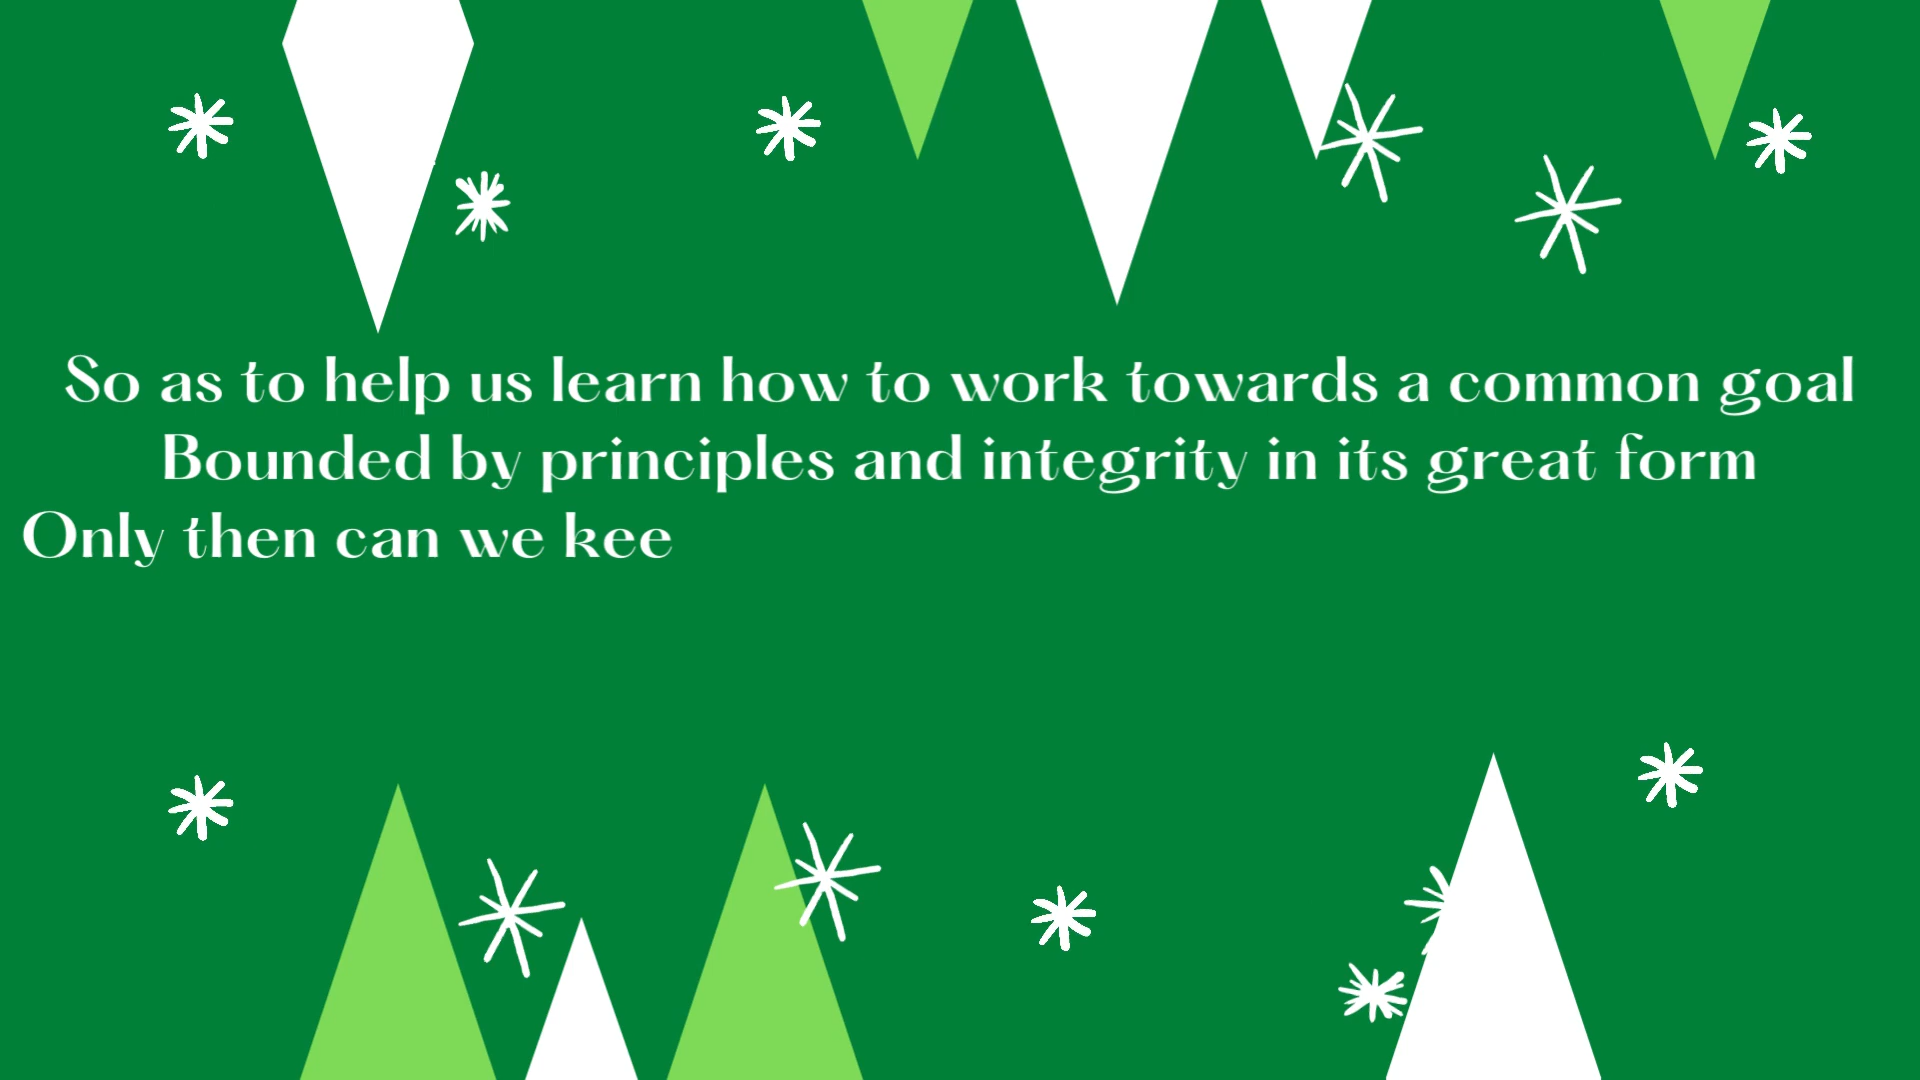 So as to help us learn how to work towards a common goal
Bounded by principles and integrity in its great form
Only then can we kee